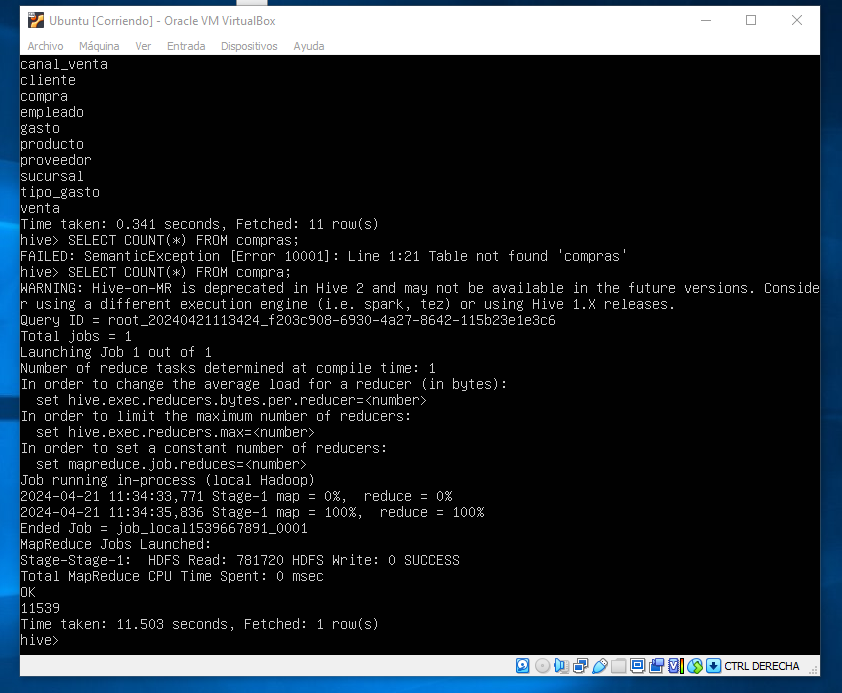 Ubuntu [Corriendo] - Oracle VM VirtualBox
Archivo Máquina Ver Entrada Dispositivos Ayuda
canal_venta
cliente
compra
empleado
gasto
producto
proveedor
sucursal
tipo_gasto
venta
Time taken: 0.341 seconds, Fetched: 11 row(s)
hive> SELECT COUNT(*) FROM compras;
FAILED: SemanticException [Error 10001]: Line 1:21 Table not found 'compras'
hive> SELECT COUNT(*) FROM compra;
WARNING: Hive-on-MR is deprecated in Hive 2 and may not be available in the future versions. Conside
r using a different execution engine (i.e. spark, tez) or using Hive 1.X releases.
Query ID = root_20240421113424_f203c908-6930-4a27-8642-115b23e1e3c6
Total jobs = 1
Launching Job 1 out of 1
Number of reduce tasks determined at compile time: 1
In order to change the average load for a reducer (in bytes):
  set hive.exec.reducers.bytes.per.reducer=<number>
In order to limit the maximum number of reducers:
  set hive.exec.reducers.max=<number>
In order to set a constant number of reducers:
  set mapreduce.job.reduces=<number>
Job running in-process (local Hadoop)
2024-04-21 11:34:33,771 Stage-1 map = 0%,  reduce = 0%
2024-04-21 11:34:35,836 Stage-1 map = 100%,  reduce = 100%
Ended Job = job_local1539667891_0001
MapReduce Jobs Launched:
Stage-Stage-1:  HDFS Read: 781720 HDFS Write: 0 SUCCESS
Total MapReduce CPU Time Spent: 0 msec
OK
11539
Time taken: 11.503 seconds, Fetched: 1 row(s)
hive>
CTRL DERECHA